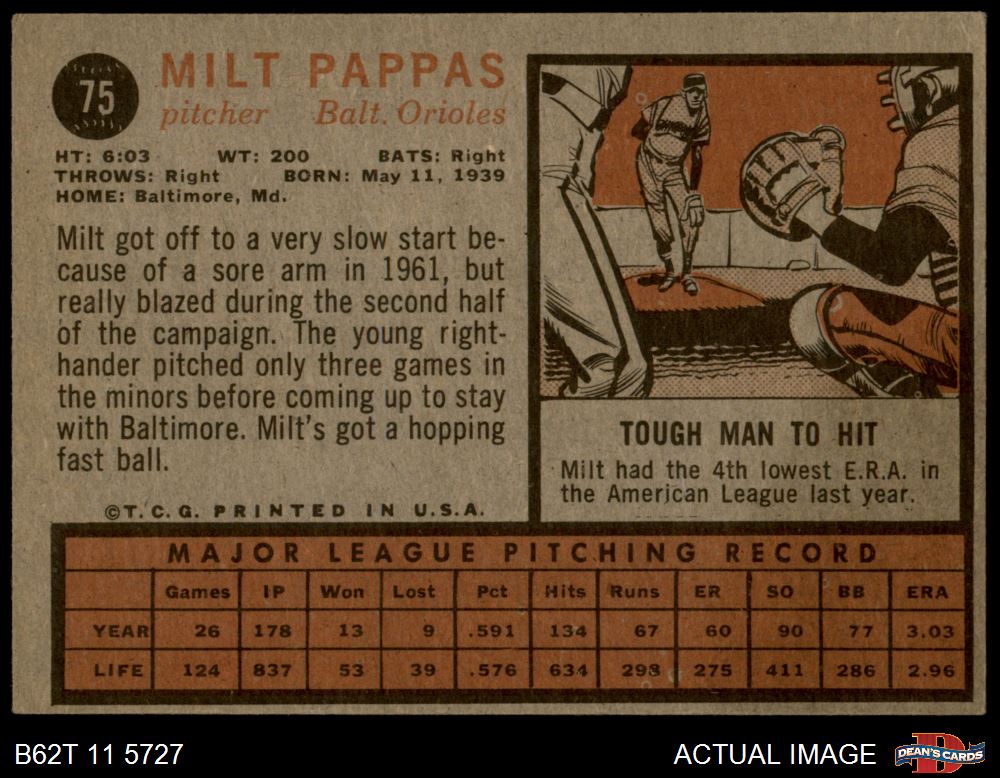 75
MILT PAPPAS
pitcher Balt. Orioles
HT: 6:03 WT: 200 BATS: Right
THROWS: Right BORN: May 11, 1939
HOME: Baltimore, Md.
Milt got off to a very slow start be-
cause of a sore arm in 1961, but
really blazed during the second half
of the campaign. The young right-
hander pitched only three games in
the minors before coming up to stay
with Baltimore. Milt's got a hopping
fast ball.
©T.C.G. PRINTED IN U.S.A.
TOUGH MAN TO HIT
Milt had the 4th lowest E.R.A. in
the American League last year.
MAJOR LEAGUE PITCHING RECORD
Games IP Won Lost Pct Hits Runs ER SO BB ERA
YEAR 26 178 13 9 .591 134 67 60 90 77 3.03
LIFE 124 837 53 39 .576 634 298 275 411 286 2.96
B62T 11 5727 ACTUAL IMAGE DEAN'S CARDS